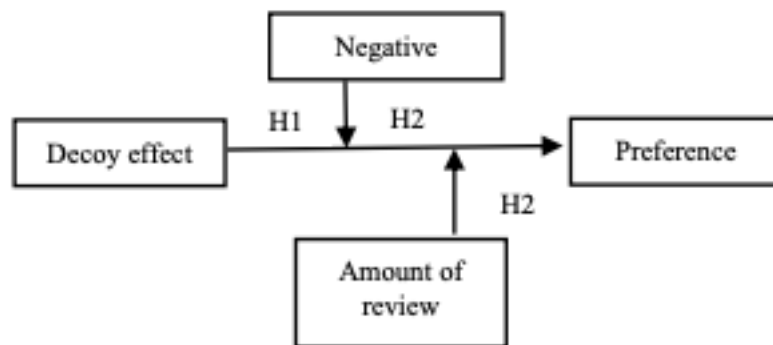 Negative
H1
H2
Decoy effect
Preference
H2
Amount of
review